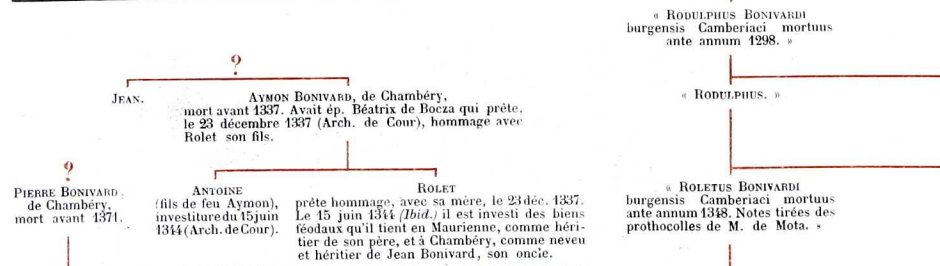 « RODULPHUS BONIVARDI
burgensis Camberiaci mortuus
ante annum 1298. »
?
JEAN.
AYMON BONIVARD, de Chambéry,
mort avant 1337. Avait ép. Béatrix de Bocza qui prête,
le 23 décembre 1337 (Arch. de Cour), hommage avec
Rolet son fils.
« RODULPHUS. »
?
PIERRE BONIVARD,
de Chambéry,
mort avant 1371.
ANTOINE
(fils de feu Aymon),
investiture du 15 juin
1344 (Arch. de Cour).
ROLET
prête hommage, avec sa mère, le 23 déc. 1337.
Le 15 juin 1344 (Ibid.) il est investi des biens
féodaux qu'il tient en Maurienne, comme héri-
tier de son père, et à Chambéry, comme neveu
et héritier de Jean Bonivard, son oncle.
« ROLETUS BONIVARDI
burgensis Camberiaci mortuus
ante annum 1348. Notes tirées des
prothocolles de M. de Mota. »